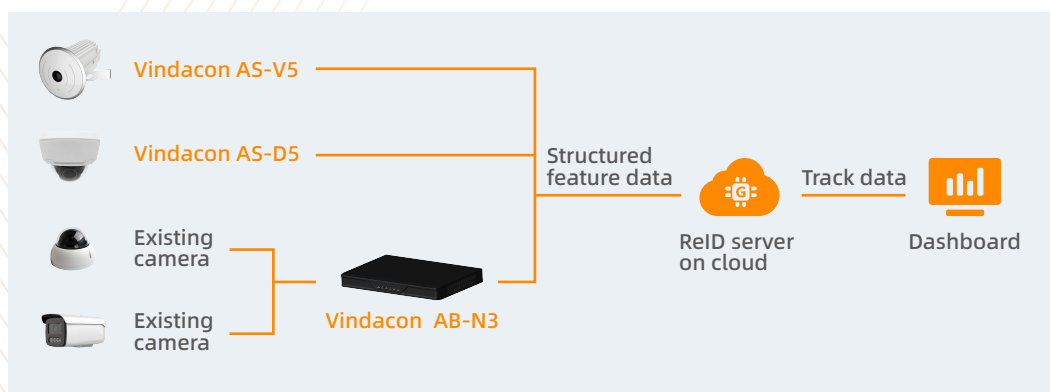 Vindacon AS-V5
Vindacon AS-D5
Existing
camera
Existing
camera
Vindacon AB-N3
Structured
feature data
G
ReID server
on cloud
Track data
Dashboard